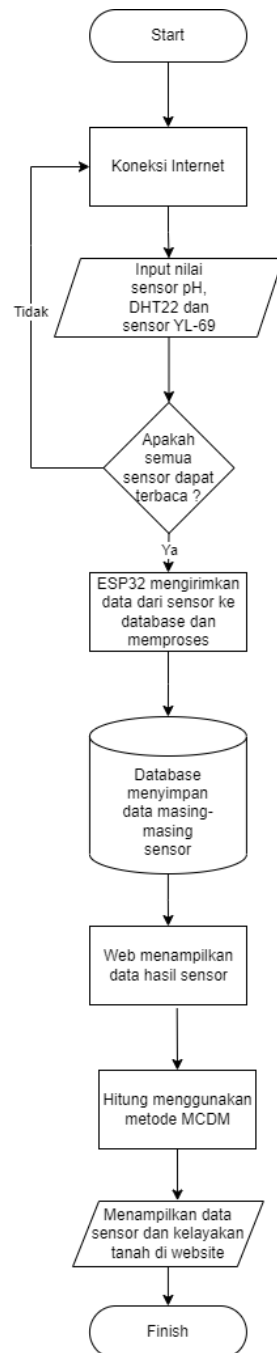 Start
Koneksi Internet
Input nilai
sensor pH,
DHT22 dan
sensor YL-69
Tidak
Apakah
semua
sensor dapat
terbaca ?
Ya
ESP32 mengirimkan
data dari sensor ke
database dan
memproses
Database
menyimpan
data masing-
masing
sensor
Web menampilkan
data hasil sensor
Hitung menggunakan
metode MCDM
Menampilkan data
sensor dan kelayakan
tanah di website
Finish